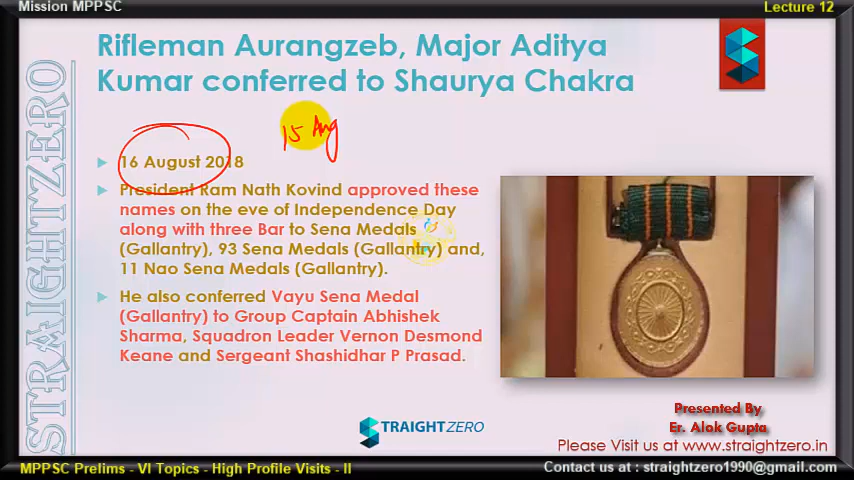 Mission MPPSC
Lecture 12
Rifleman Aurangzeb, Major Aditya
Kumar conferred to Shaurya Chakra
15 Aug
16 August 2018
President Ram Nath Kovind approved these
names on the eve of Independence Day
along with three Bar to Sena Medals
(Gallantry), 93 Sena Medals (Gallantry) and,
11 Nao Sena Medals (Gallantry).
He also conferred Vayu Sena Medal
(Gallantry) to Group Captain Abhishek
Sharma, Squadron Leader Vernon Desmond
Keane and Sergeant Shashidhar P Prasad.
STRAIGHTZERO
TRAIGHTZERO
Presented By
Er. Alok Gupta
Please Visit us at www.straightzero.in
MPPSC Prelims - VI Topics - High Profile Visits - II
Contact us at : straightzero1990@gmail.com